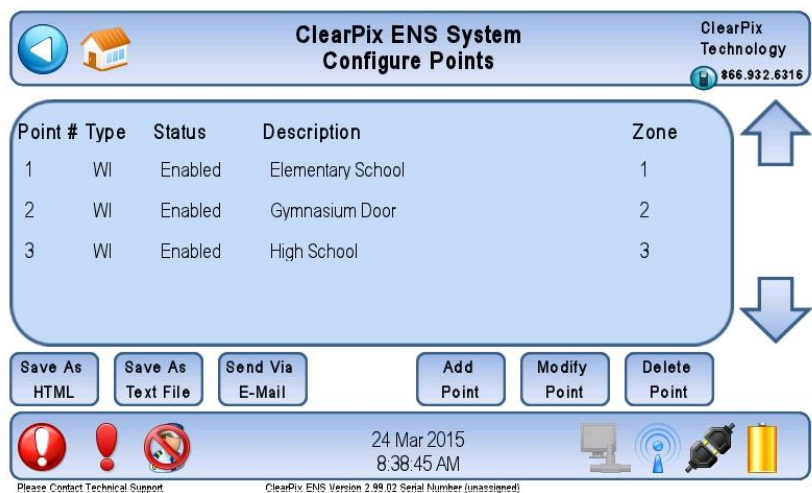 ClearPix ENS System
Configure Points
ClearPix
Technology
866.932.6316
Point # Type Status Description Zone
1 WI Enabled Elementary School 1
2 WI Enabled Gymnasium Door 2
3 WI Enabled High School 3
Save As
HTML
Save As
Text File
Send Via
E-Mail
Add
Point
Modify
Point
Delete
Point
24 Mar 2015
8:38:45 AM
Please Contact Technical Support
ClearPix ENS Version 2.99.02 Serial Number (unassigned)